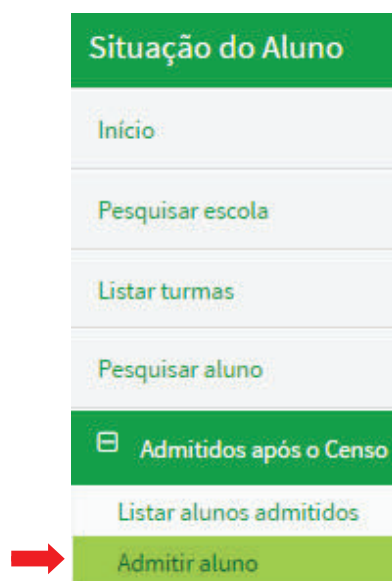 Situação do Aluno
Início
Pesquisar escola
Listar turmas
Pesquisar aluno
Admitidos após o Censo
Listar alunos admitidos
Admitir aluno